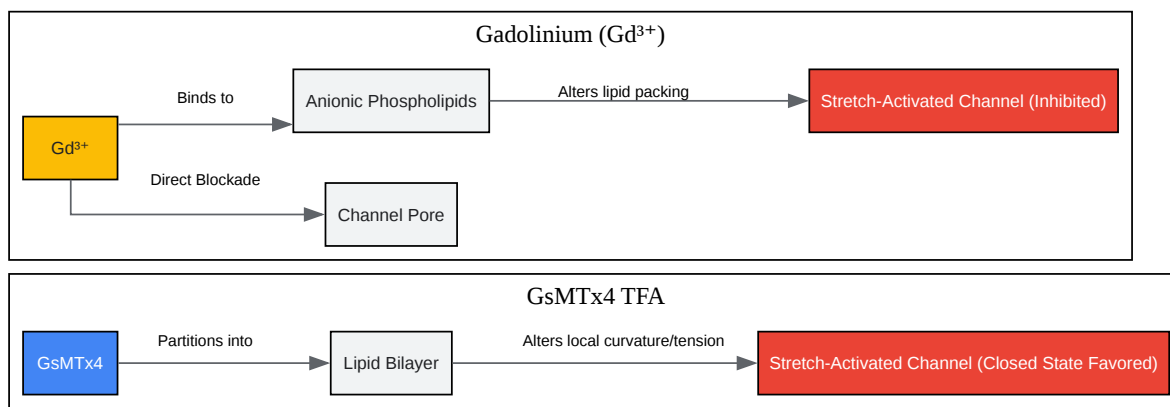 Gadolinium (Gd³⁺)
Binds to
Anionic Phospholipids
Alters lipid packing
Stretch-Activated Channel (Inhibited)
Gd³⁺
Direct Blockade
Channel Pore
GsMTx4 TFA
GsMTx4
Partitions into
Lipid Bilayer
Alters local curvature/tension
Stretch-Activated Channel (Closed State Favored)